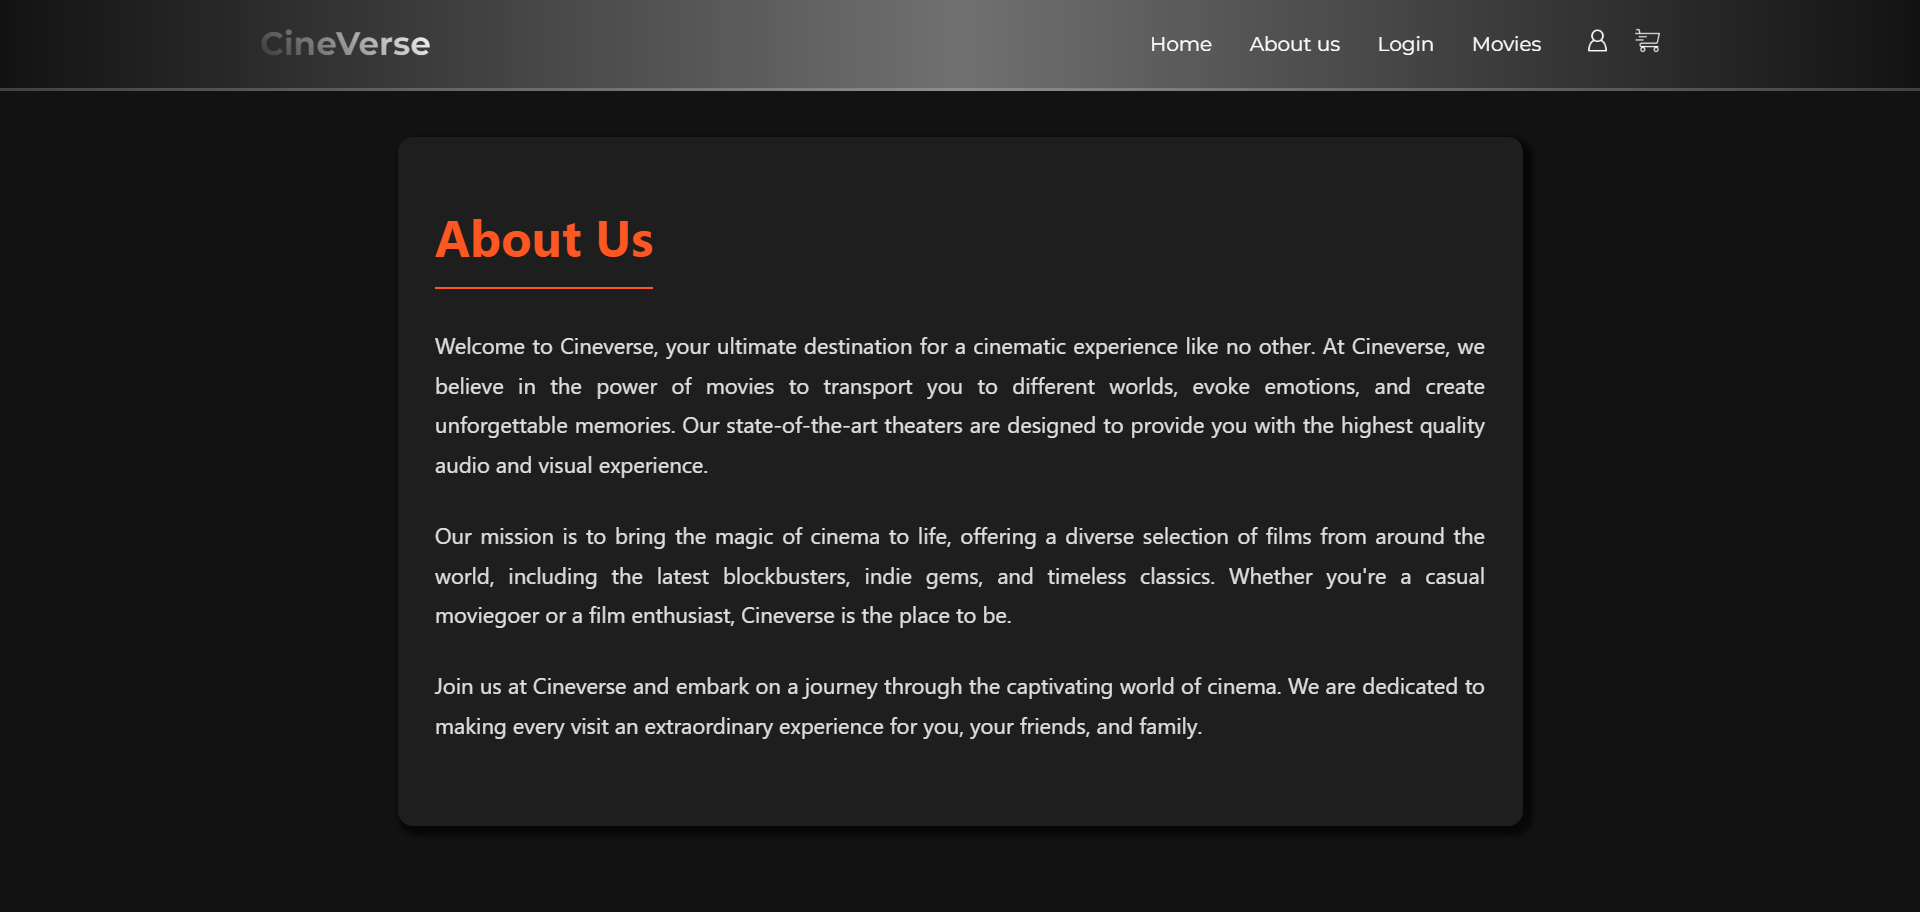 CineVerse
Home About us Login Movies
About Us
Welcome to Cineverse, your ultimate destination for a cinematic experience like no other. At Cineverse, we
believe in the power of movies to transport you to different worlds, evoke emotions, and create
unforgettable memories. Our state-of-the-art theaters are designed to provide you with the highest quality
audio and visual experience.
Our mission is to bring the magic of cinema to life, offering a diverse selection of films from around the
world, including the latest blockbusters, indie gems, and timeless classics. Whether you're a casual
moviegoer or a film enthusiast, Cineverse is the place to be.
Join us at Cineverse and embark on a journey through the captivating world of cinema. We are dedicated to
making every visit an extraordinary experience for you, your friends, and family.